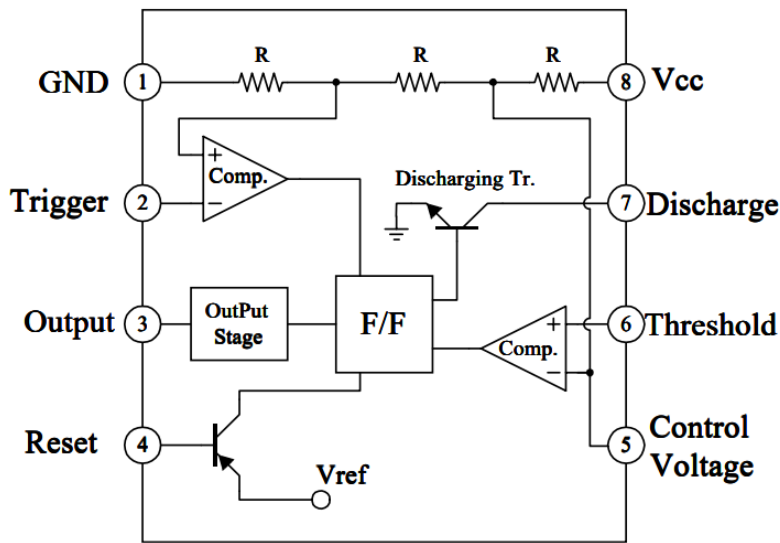 R
R
R
GND
1
8
Vcc
+
Comp.
−
Trigger
2
Discharging Tr.
7
Discharge
Output
3
OutPut
Stage
F/F
+
Comp.
−
6
Threshold
Reset
4
5
Control
Voltage
Vref